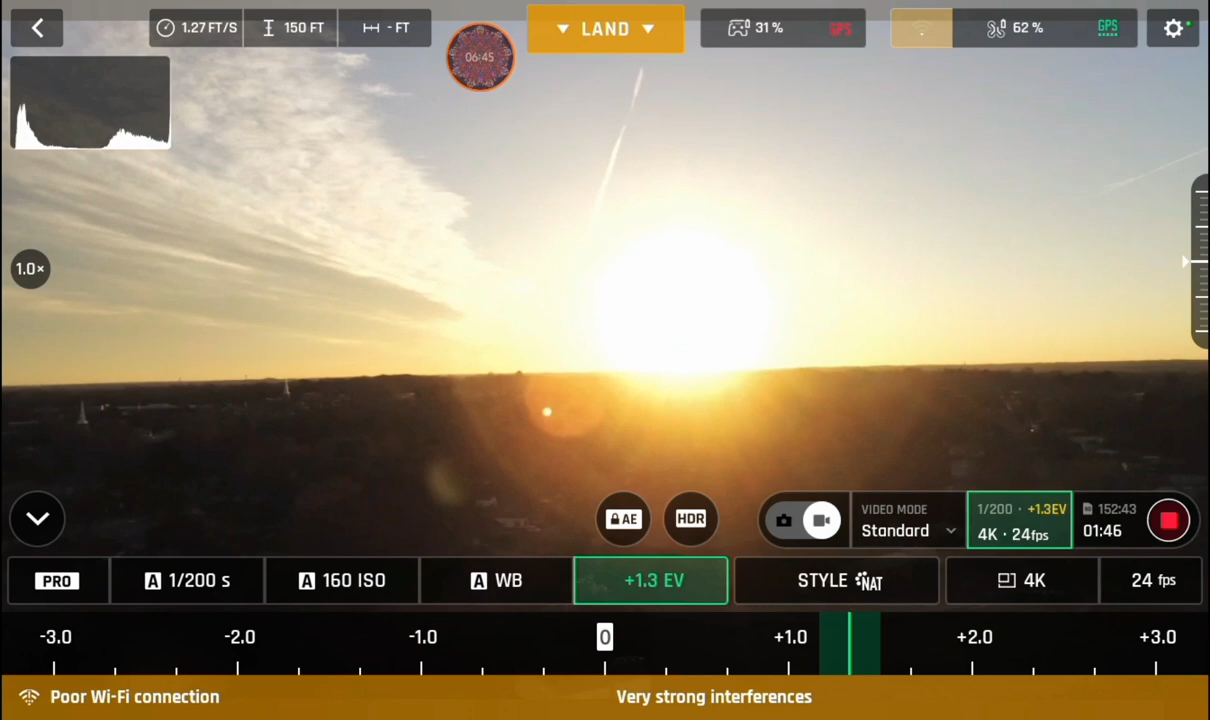 1.27 FT/S
150 FT
- FT
06:45
LAND
31 %
GPS
62 %
GPS
1.0×
AE
HDR
VIDEO MODE
Standard
1/200 · +1.3EV
4K · 24fps
152:43
01:46
PRO
A 1/200 s
A 160 ISO
A WB
+1.3 EV
STYLE NAT
4K
24 fps
-3.0
-2.0
-1.0
0
+1.0
+2.0
+3.0
Poor Wi-Fi connection
Very strong interferences